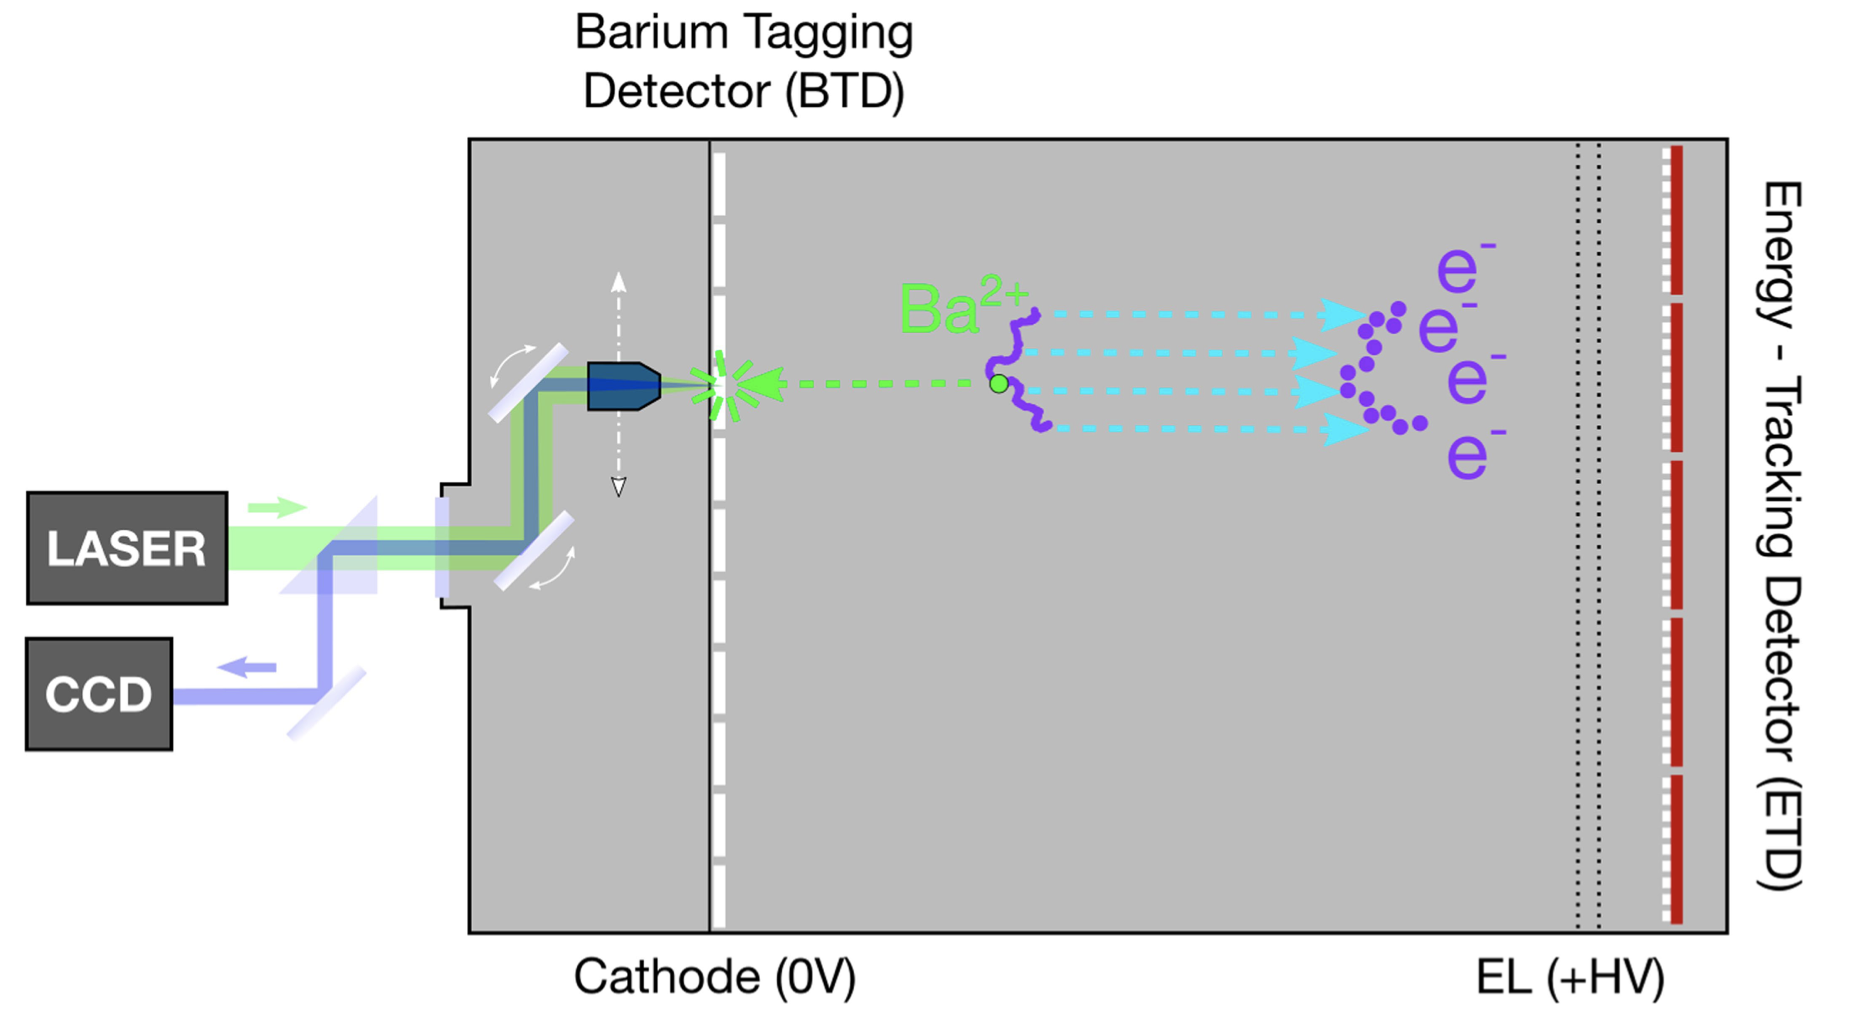 Barium Tagging
Detector (BTD)
Ba2+
e-
e-
e-
e-
LASER
CCD
Energy - Tracking Detector (ETD)
Cathode (0V)
EL (+HV)